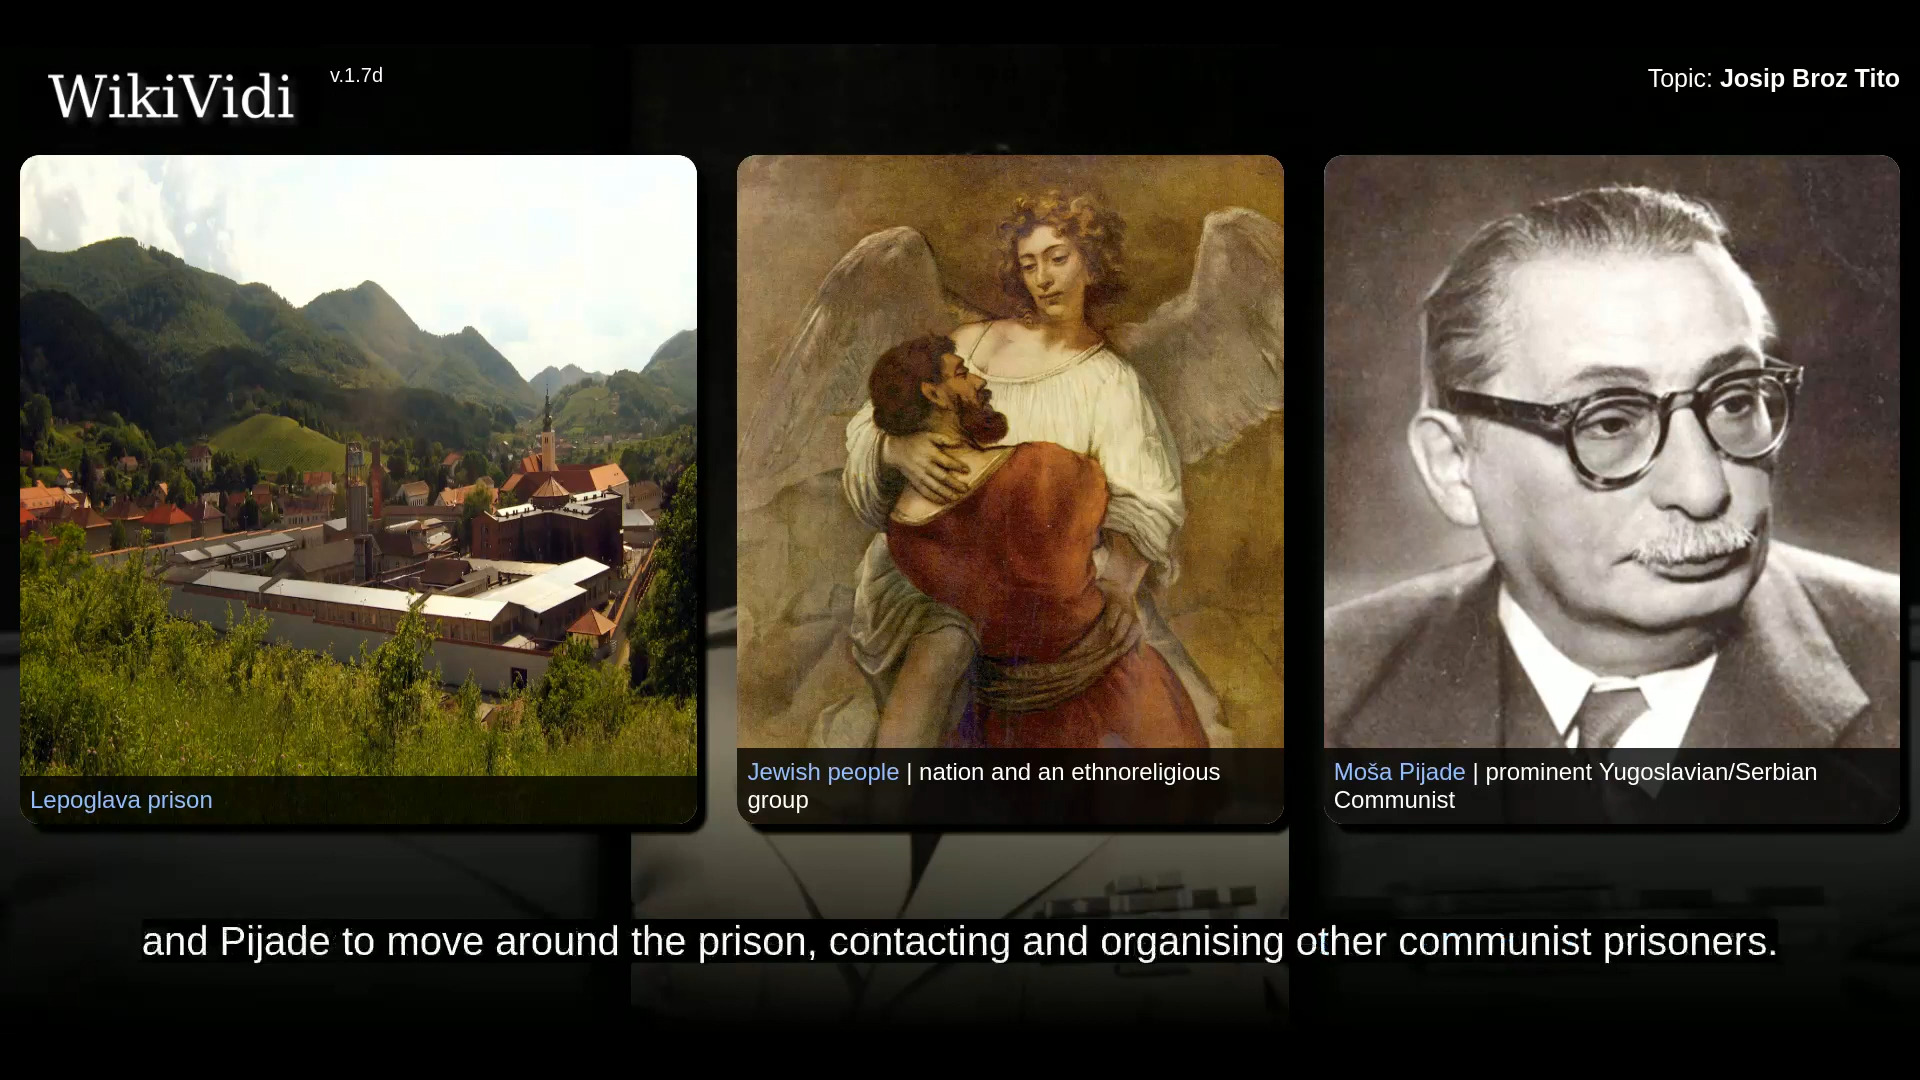 WikiVidi v.1.7d
Topic: Josip Broz Tito
Lepoglava prison
Jewish people | nation and an ethnoreligious
group
Moša Pijade | prominent Yugoslavian/Serbian
Communist
and Pijade to move around the prison, contacting and organising other communist prisoners.